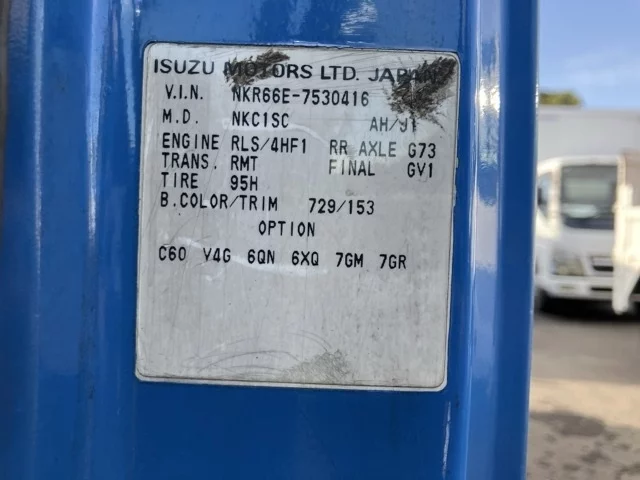 ISUZU MOTORS LTD. JAPAN
V.I.N. NKR66E-7530416
M.D. NKC1SC AH/J1
ENGINE RLS/4HF1 RR AXLE G73
TRANS. RMT FINAL GV1
TIRE 95H
B.COLOR/TRIM 729/153
OPTION
C60 V4G 6QN 6XQ 7GM 7GR